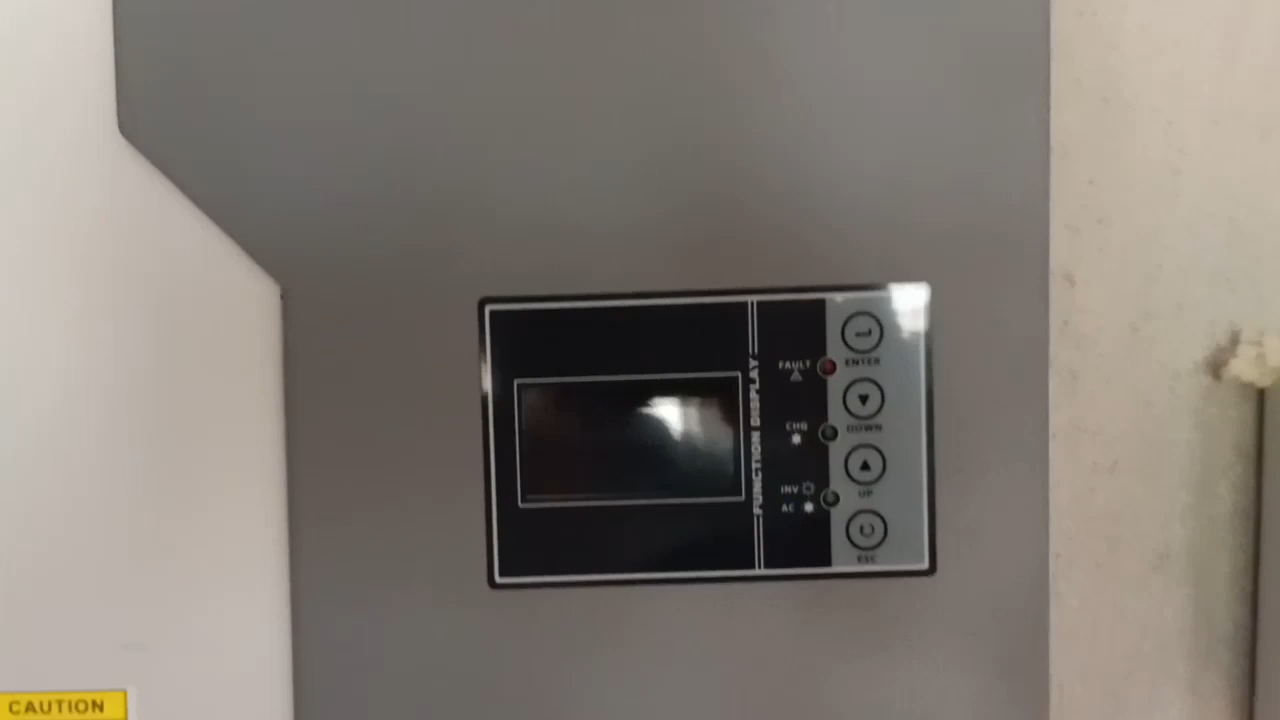 FUNCTION DISPLAY
FAULT
CHG
INV
AC
ENTER
DOWN
UP
ESC
CAUTION